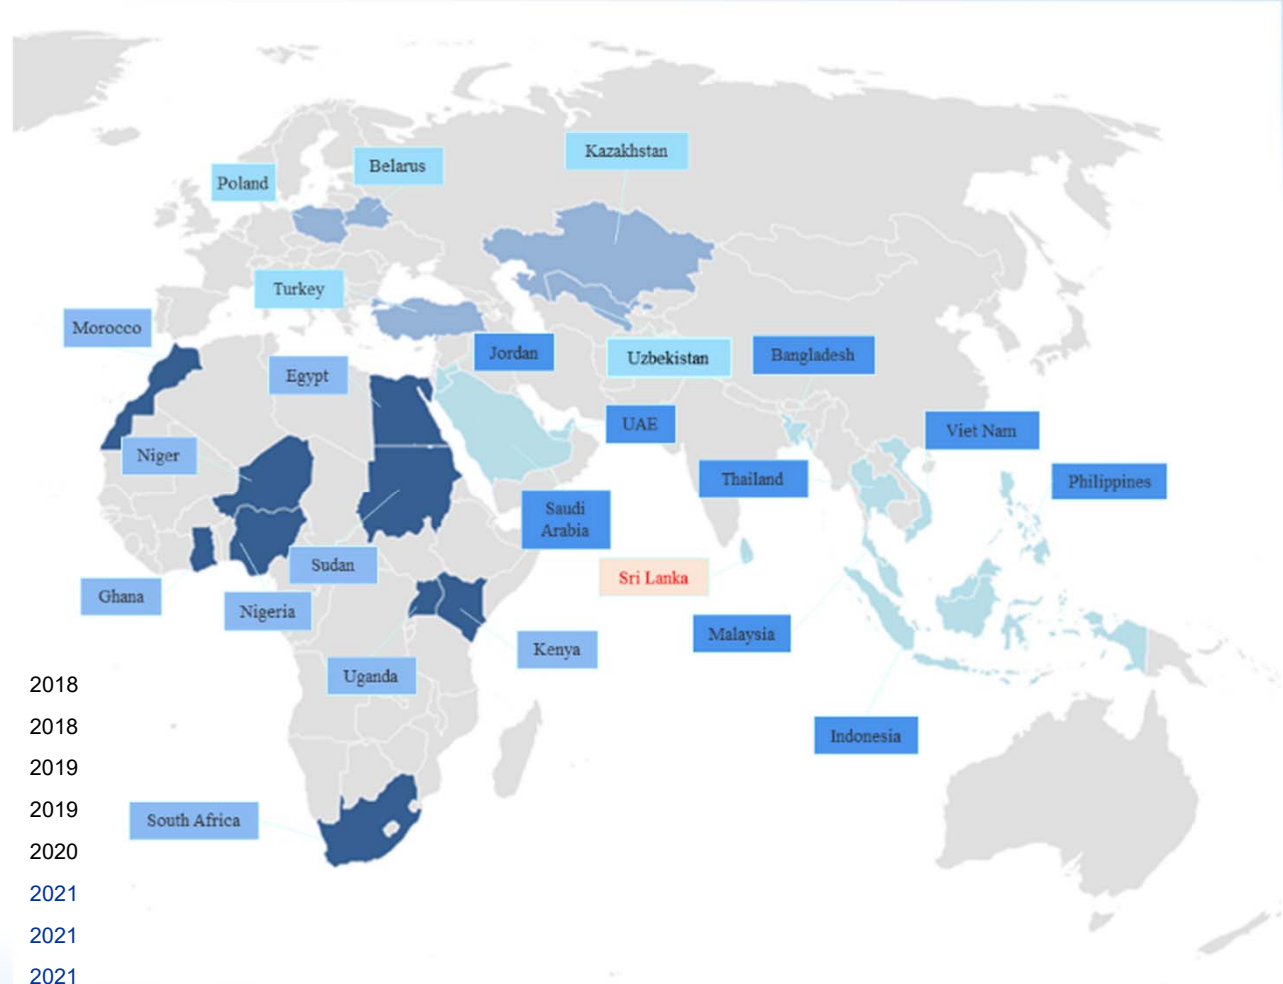 Kazakhstan
Belarus
Poland
Turkey
Morocco
Jordan
Uzbekistan
Bangladesh
Egypt
UAE
Viet Nam
Niger
Thailand
Philippines
Saudi
Arabia
Sudan
Sri Lanka
Ghana
Nigeria
Malaysia
Kenya
Uganda
2018
2018
Indonesia
2019
2019
South Africa
2020
2021
2021
2021